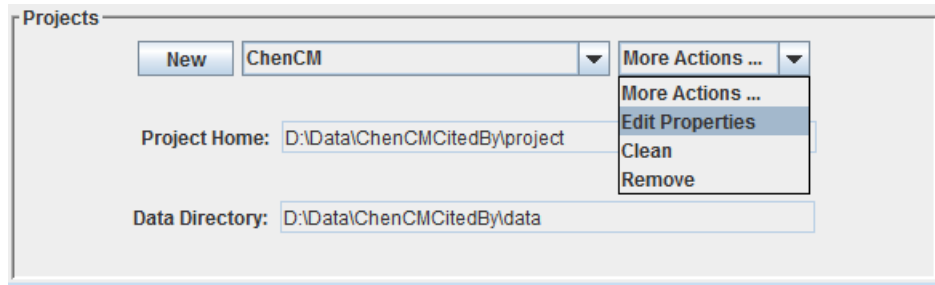 Projects
New ChenCM More Actions ...
More Actions ...
Edit Properties
Project Home: D:\Data\ChenCMCitedBy\project
Clean
Remove
Data Directory: D:\Data\ChenCMCitedBy\data